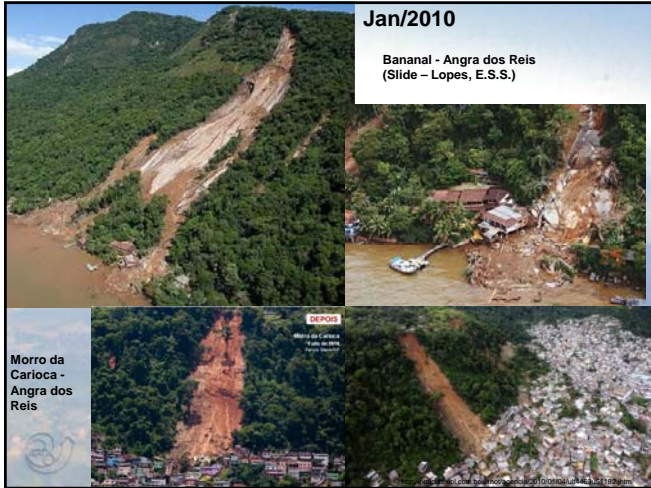 Jan/2010
Bananal - Angra dos Reis
(Slide – Lopes, E.S.S.)
DEPOIS
Morro da Carioca
Morro da
Carioca -
Angra dos
Reis